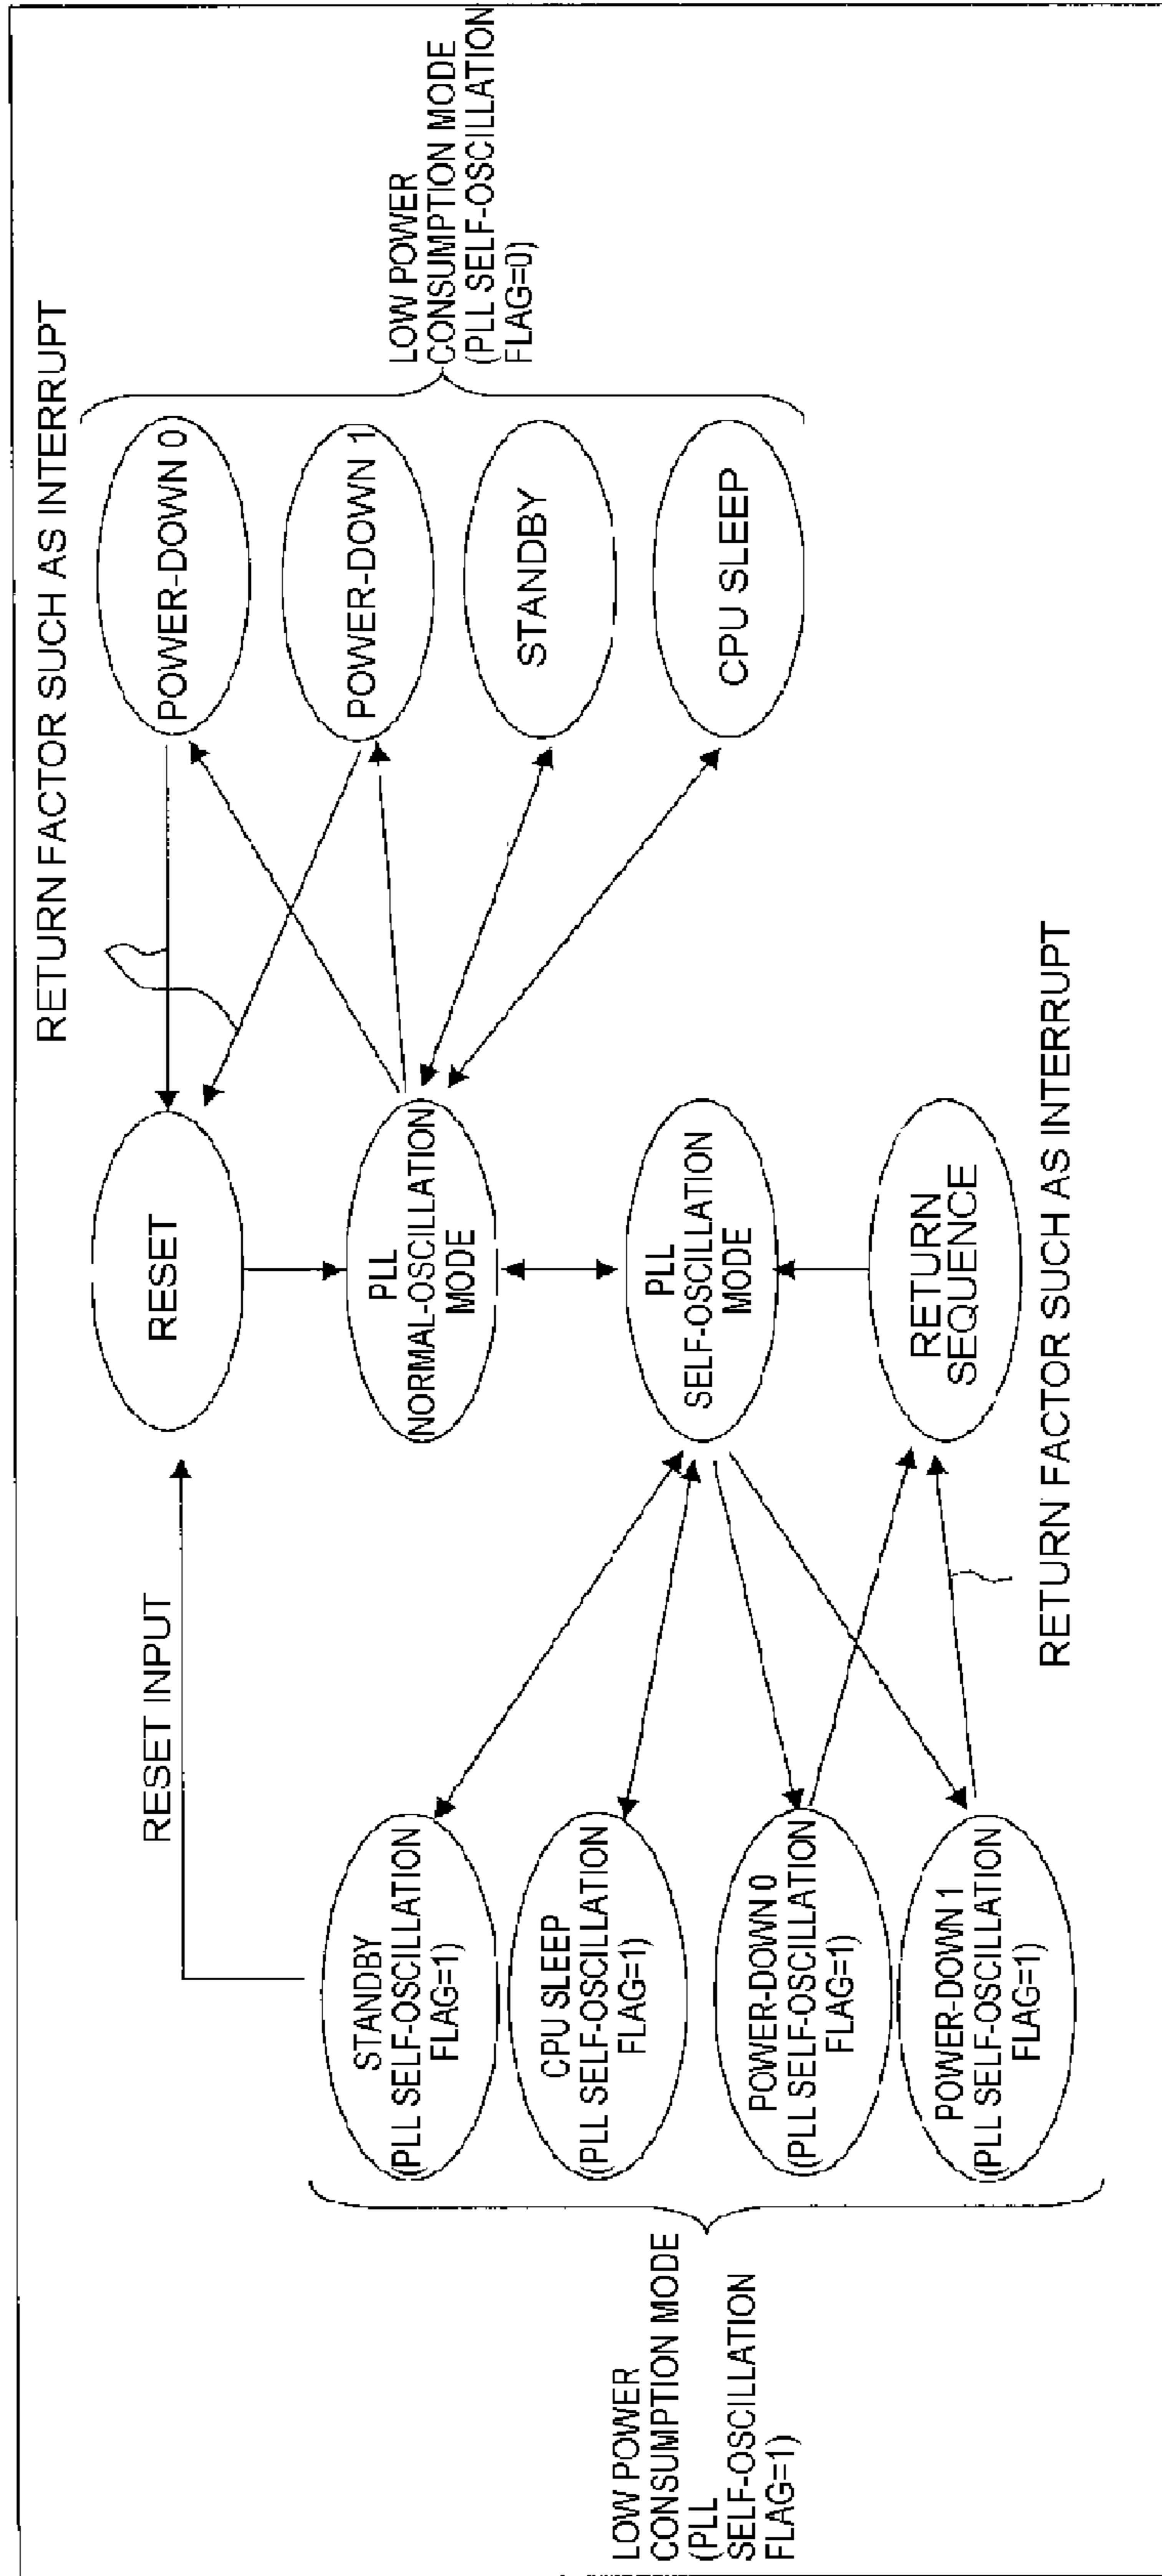 RETURN FACTOR SUCH AS INTERRUPT
RESET INPUT
RESET
POWER-DOWN 0
POWER-DOWN 1
STANDBY
CPU SLEEP
LOW POWER
CONSUMPTION MODE
(PLL SELF-OSCILLATION
FLAG=0)
PLL
NORMAL-OSCILLATION
MODE
PLL
SELF-OSCILLATION
MODE
RETURN
SEQUENCE
STANDBY
(PLL SELF-OSCILLATION
FLAG=1)
CPU SLEEP
(PLL SELF-OSCILLATION
FLAG=1)
POWER-DOWN 0
(PLL SELF-OSCILLATION
FLAG=1)
POWER-DOWN 1
(PLL SELF-OSCILLATION
FLAG=1)
LOW POWER
CONSUMPTION MODE
(PLL
SELF-OSCILLATION
FLAG=1)
RETURN FACTOR SUCH AS INTERRUPT